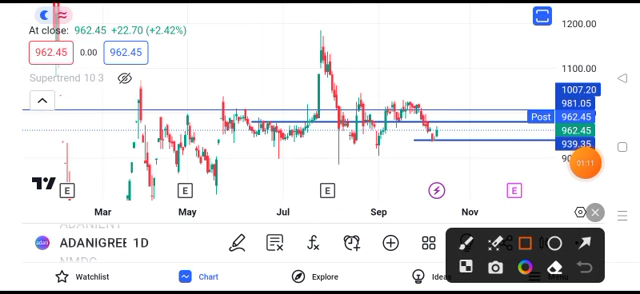 1200.00
At close: 962.45 +22.70 (+2.42%)
962.45 0.00 962.45
Supertrend 10 3
1100.00
1007.20
981.05
Post 962.45
962.45
939.35
01:11
E E E E
Mar May Jul Sep Nov
ADANIENT
ADANIGREE 1D
NMDC
Watchlist Chart Explore Ideas